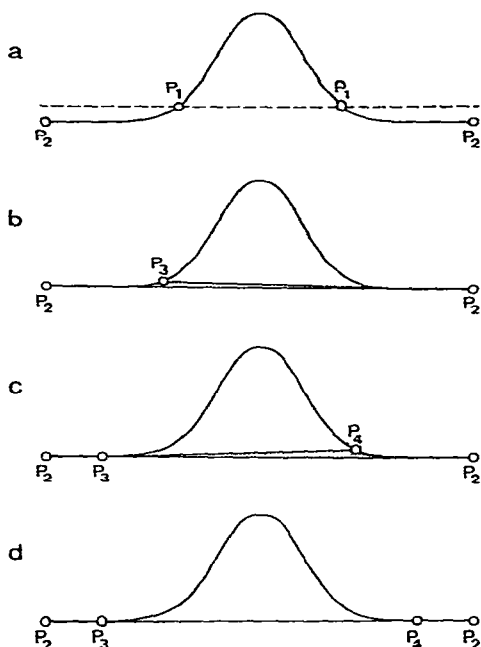 a
P₁ P₁
P₂ P₂
b
P₃
P₂ P₂
c
P₄
P₂ P₃ P₂
d
P₂ P₃ P₄ P₂